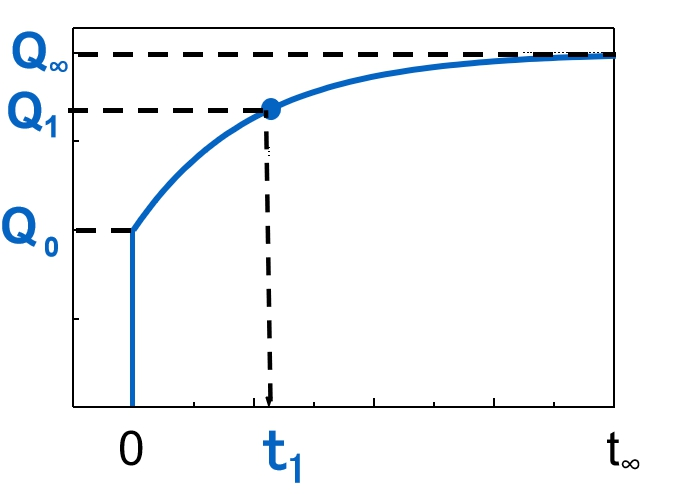 Q∞
Q₁
Q₀
0 t₁ t∞